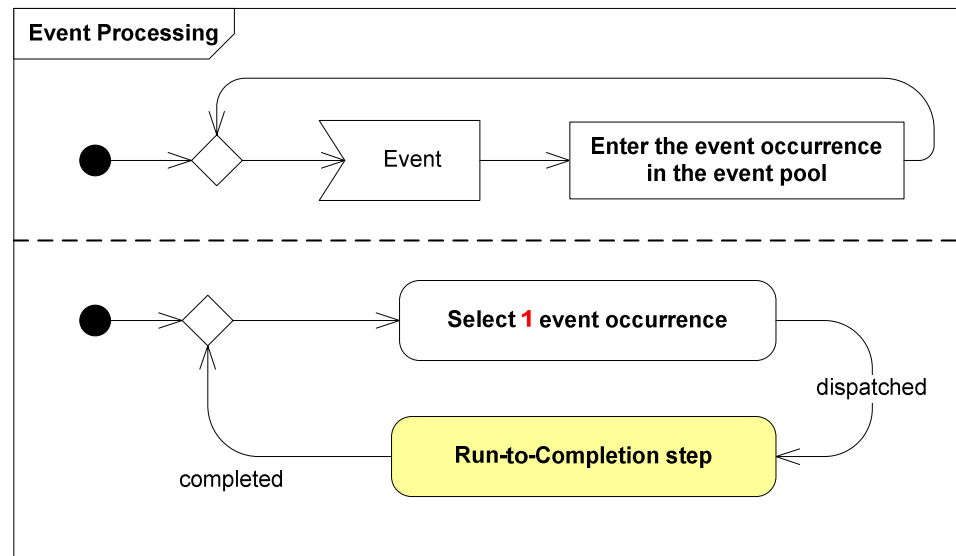 Event Processing
Event
Enter the event occurrence
in the event pool
Select 1 event occurrence
dispatched
Run-to-Completion step
completed